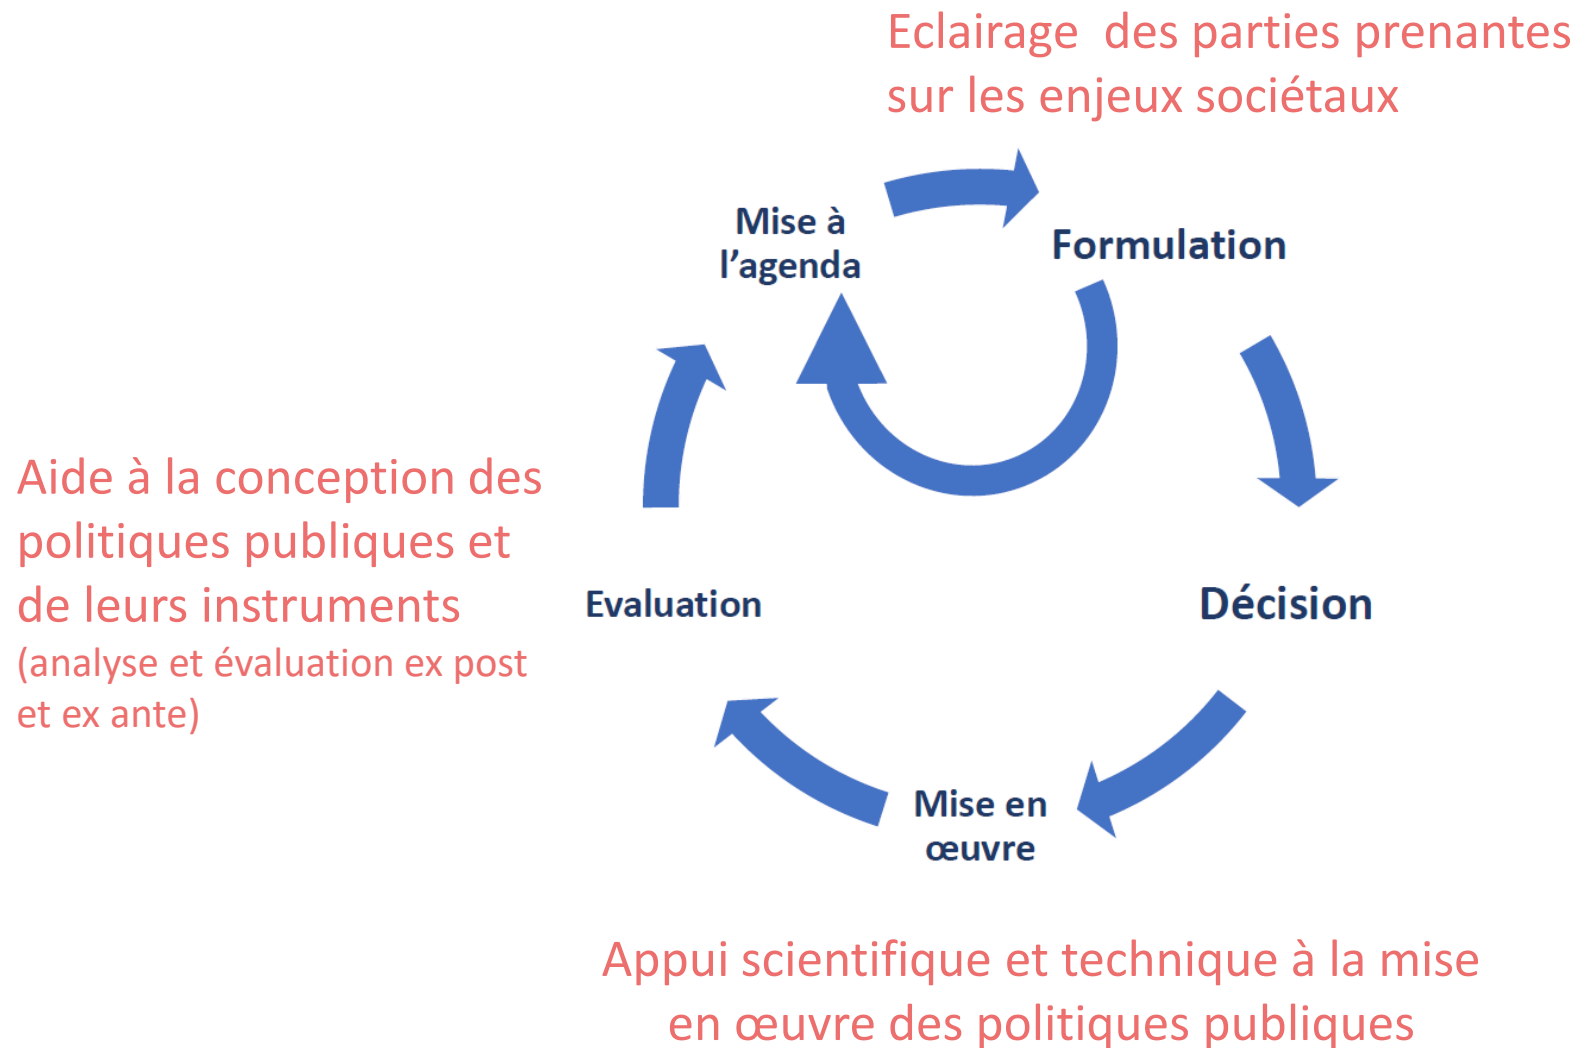 Eclairage  des parties prenantes
sur les enjeux sociétaux
Mise à
l’agenda
Formulation
Aide à la conception des
politiques publiques et
de leurs instruments
(analyse et évaluation ex post
et ex ante)
Evaluation
Décision
Mise en
œuvre
Appui scientifique et technique à la mise
en œuvre des politiques publiques